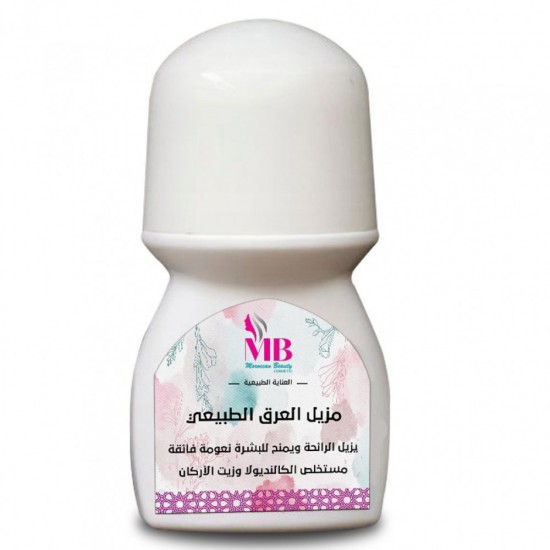 MB
Moroccan Beauty
العناية الطبيعية
مزيل العرق الطبيعي
يزيل الرائحة ويمنح للبشرة نعومة فائقة
مستخلص الكالنديولا وزيت الأركان